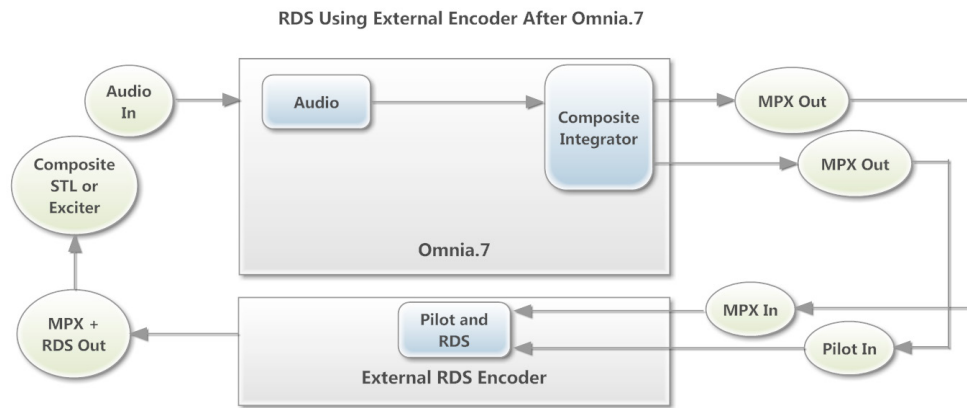 RDS Using External Encoder After Omnia.7
Audio
In
Audio
Composite
Integrator
MPX Out
MPX Out
Composite
STL or
Exciter
Omnia.7
MPX +
RDS Out
Pilot and
RDS
MPX In
Pilot In
External RDS Encoder